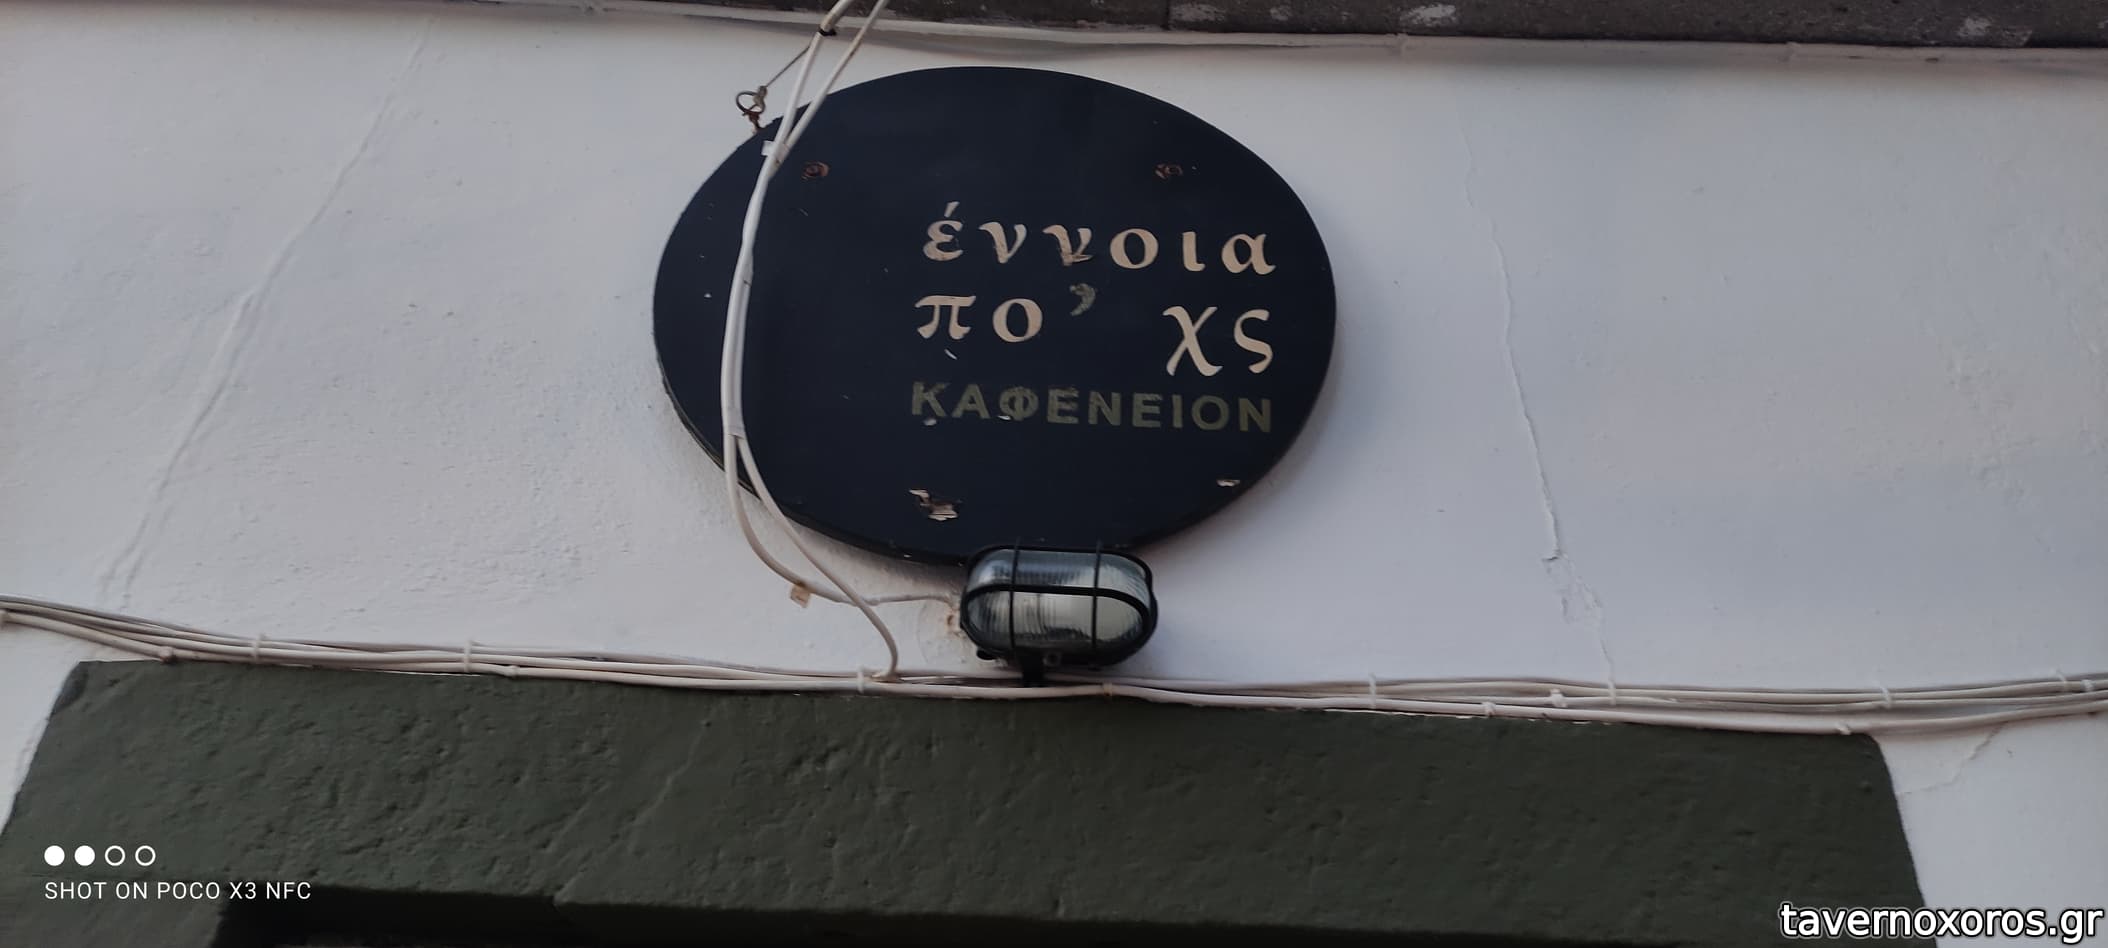 έννοια
πο’ χς
ΚΑΦΕΝΕΙΟΝ
SHOT ON POCO X3 NFC
tavernoxoros.gr